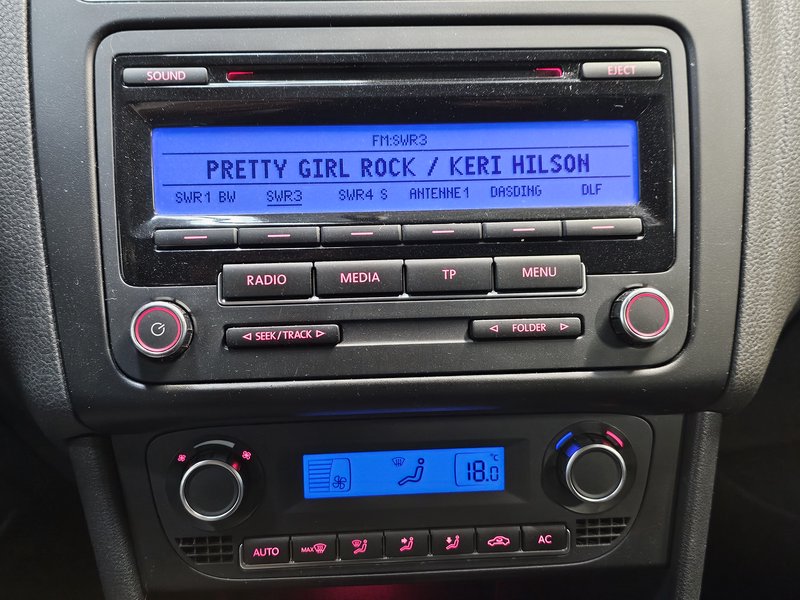 SOUND EJECT
FM:SWR3
PRETTY GIRL ROCK / KERI HILSON
SWR1 BW SWR3 SWR4 S ANTENNE1 DASDING DLF
RADIO MEDIA TP MENU
SEEK/TRACK FOLDER
18.0 °C
AUTO MAX AC